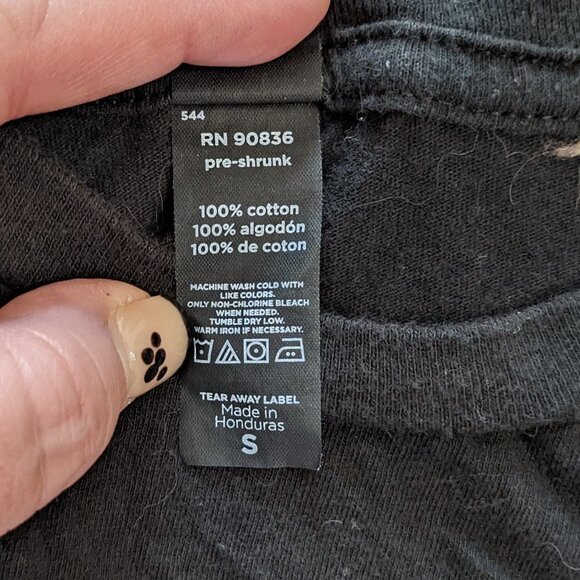 544
RN 90836
pre-shrunk
100% cotton
100% algodón
100% de coton
MACHINE WASH COLD WITH
LIKE COLORS.
ONLY NON-CHLORINE BLEACH
WHEN NEEDED.
TUMBLE DRY LOW.
WARM IRON IF NECESSARY.
TEAR AWAY LABEL
Made in
Honduras
S